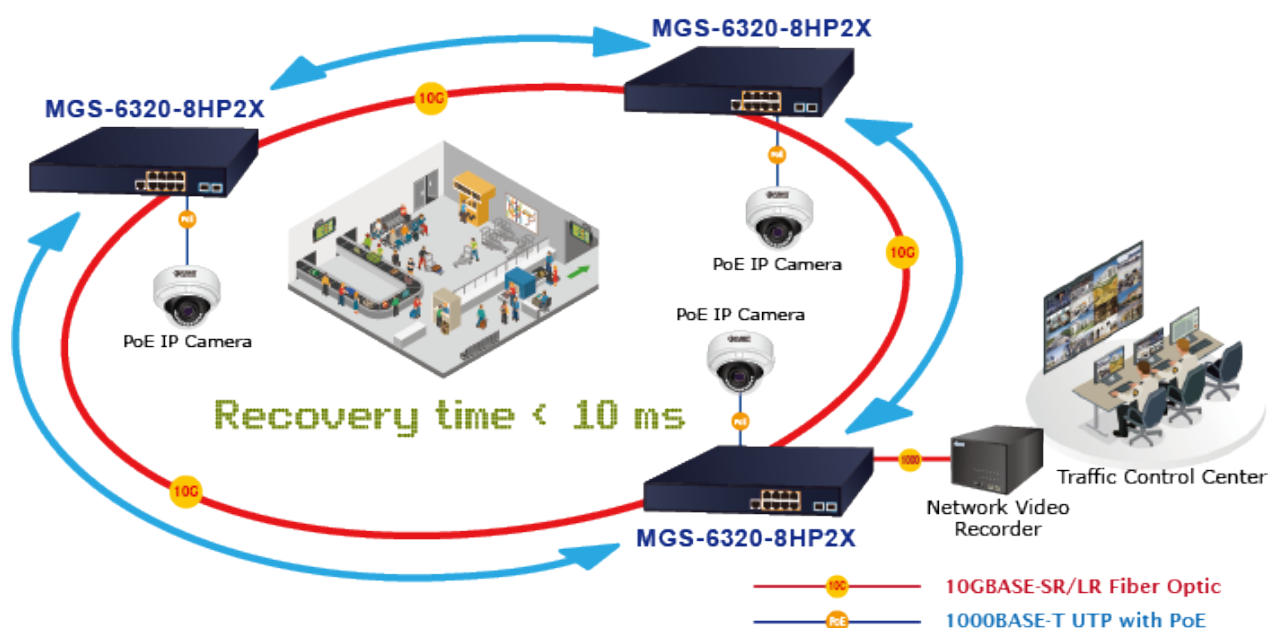 MGS-6320-8HP2X
MGS-6320-8HP2X
10G
PoE
PoE
PoE IP Camera
10G
PoE IP Camera
PoE IP Camera
Recovery time < 10 ms
PoE
1000
Traffic Control Center
10G
Network Video
Recorder
MGS-6320-8HP2X
10G
10GBASE-SR/LR Fiber Optic
PoE
1000BASE-T UTP with PoE